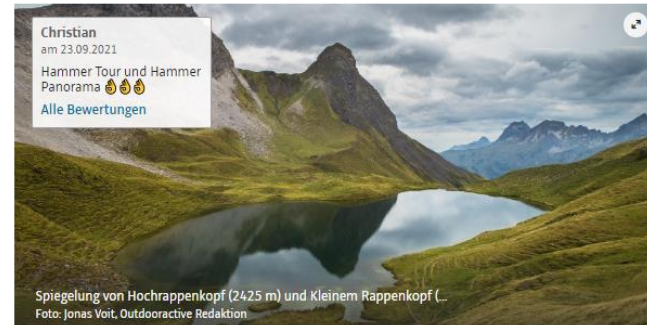 Christian
am 23.09.2021
Hammer Tour und Hammer
Panorama 👌👌👌
Alle Bewertungen
Spiegelung von Hochrappenkopf (2425 m) und Kleinem Rappenkopf (...
Foto: Jonas Voit, Outdooractive Redaktion